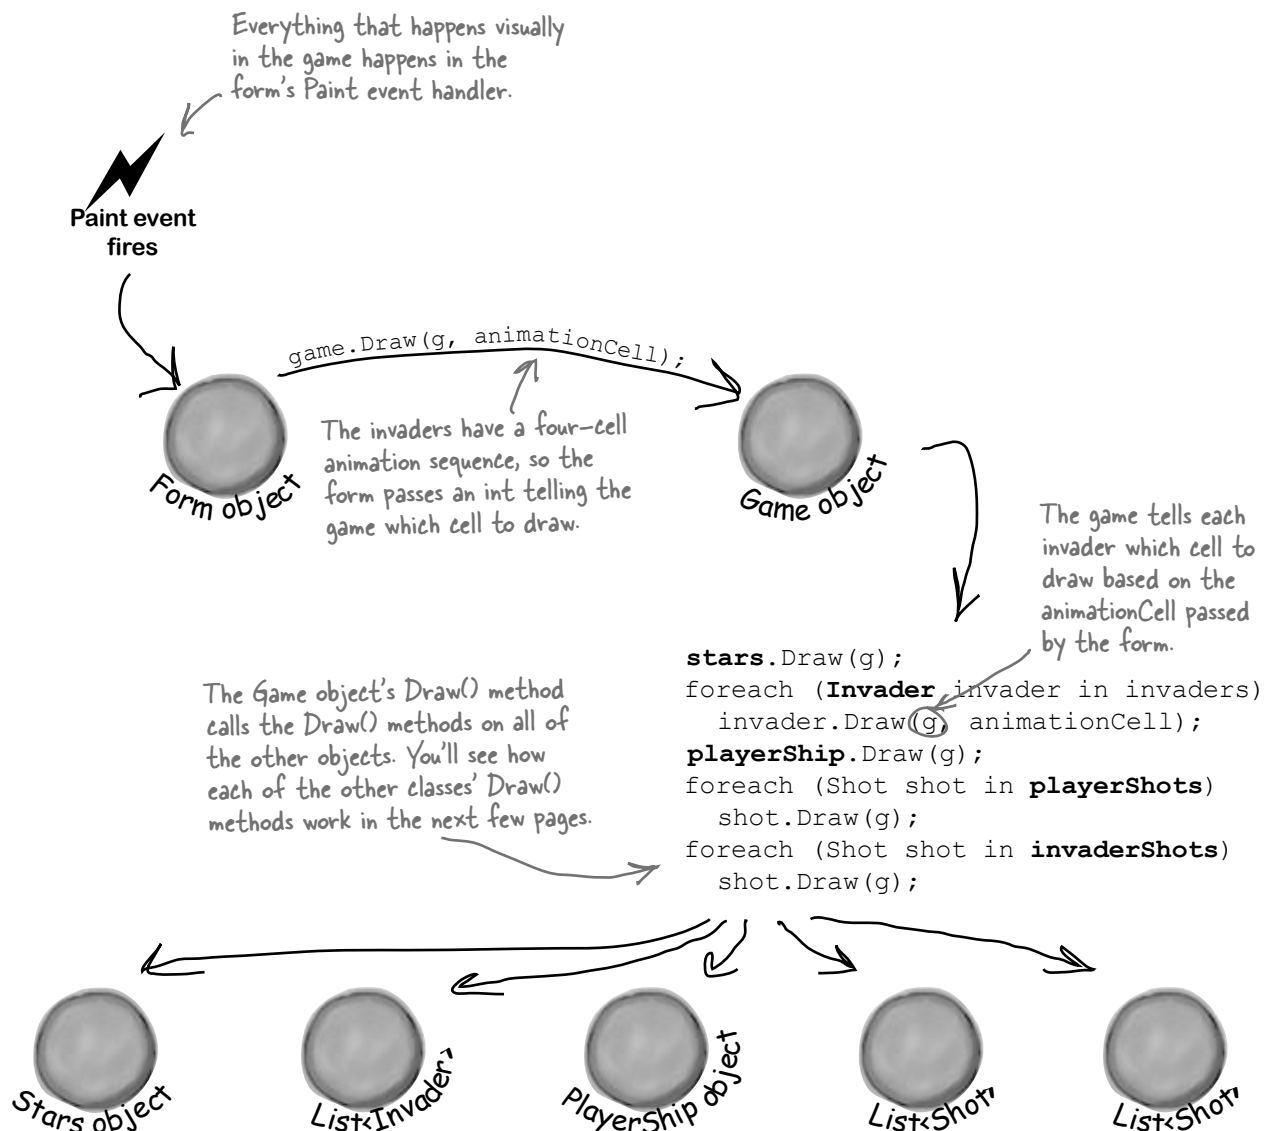 Everything that happens visually
in the game happens in the
form's Paint event handler.
Paint event
fires
game.Draw(g, animationCell);
The invaders have a four-cell
animation sequence, so the
form passes an int telling the
game which cell to draw.
Form object
Game object
The game tells each
invader which cell to
draw based on the
animationCell passed
by the form.
stars.Draw(g);
foreach (Invader invader in invaders)
invader.Draw(g, animationCell);
playerShip.Draw(g);
foreach (Shot shot in playerShots)
shot.Draw(g);
foreach (Shot shot in invaderShots)
shot.Draw(g);
The Game object's Draw() method
calls the Draw() methods on all of
the other objects. You'll see how
each of the other classes' Draw()
methods work in the next few pages.
Stars object
List<Invader>
PlayerShip object
List<Shot>
List<Shot>